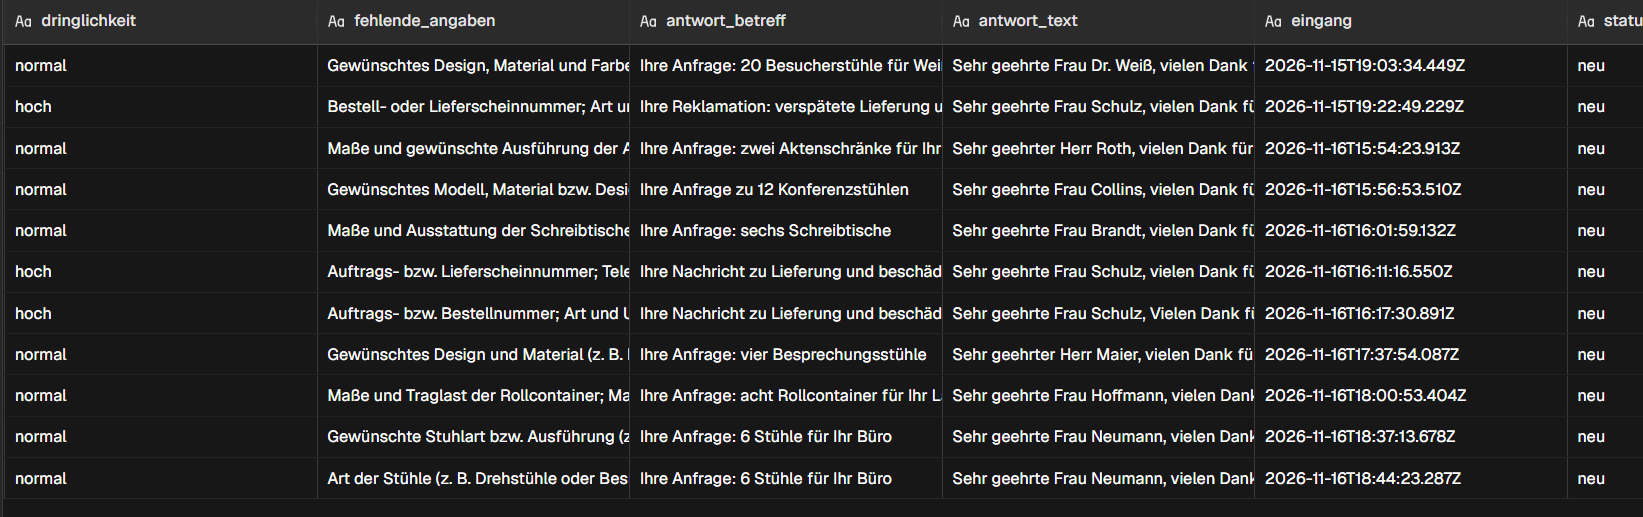 Aa dringlichkeit Aa fehlende_angaben Aa antwort_betreff Aa antwort_text Aa eingang Aa statu
normal Gewünschtes Design, Material und Farbe Ihre Anfrage: 20 Besucherstühle für Wei Sehr geehrte Frau Dr. Weiß, vielen Dank 2026-11-15T19:03:34.449Z neu
hoch Bestell- oder Lieferscheinnummer; Art u Ihre Reklamation: verspätete Lieferung u Sehr geehrte Frau Schulz, vielen Dank fü 2026-11-15T19:22:49.229Z neu
normal Maße und gewünschte Ausführung der A Ihre Anfrage: zwei Aktenschränke für Ihr Sehr geehrter Herr Roth, vielen Dank für 2026-11-16T15:54:23.913Z neu
normal Gewünschtes Modell, Material bzw. Desi Ihre Anfrage zu 12 Konferenzstühlen Sehr geehrte Frau Collins, vielen Dank fü 2026-11-16T15:56:53.510Z neu
normal Maße und Ausstattung der Schreibtische Ihre Anfrage: sechs Schreibtische Sehr geehrte Frau Brandt, vielen Dank fü 2026-11-16T16:01:59.132Z neu
hoch Auftrags- bzw. Lieferscheinnummer; Tele Ihre Nachricht zu Lieferung und beschäd Sehr geehrte Frau Schulz, vielen Dank fü 2026-11-16T16:11:16.550Z neu
hoch Auftrags- bzw. Bestellnummer; Art und U Ihre Nachricht zu Lieferung und beschäd Sehr geehrte Frau Schulz, Vielen Dank fü 2026-11-16T16:17:30.891Z neu
normal Gewünschtes Design und Material (z. B. Ihre Anfrage: vier Besprechungsstühle Sehr geehrter Herr Maier, vielen Dank fü 2026-11-16T17:37:54.087Z neu
normal Maße und Traglast der Rollcontainer; Ma Ihre Anfrage: acht Rollcontainer für Ihr L Sehr geehrte Frau Hoffmann, vielen Dank 2026-11-16T18:00:53.404Z neu
normal Gewünschte Stuhlart bzw. Ausführung (z Ihre Anfrage: 6 Stühle für Ihr Büro Sehr geehrte Frau Neumann, vielen Dank 2026-11-16T18:37:13.678Z neu
normal Art der Stühle (z. B. Drehstühle oder Bes Ihre Anfrage: 6 Stühle für Ihr Büro Sehr geehrte Frau Neumann, vielen Dank 2026-11-16T18:44:23.287Z neu